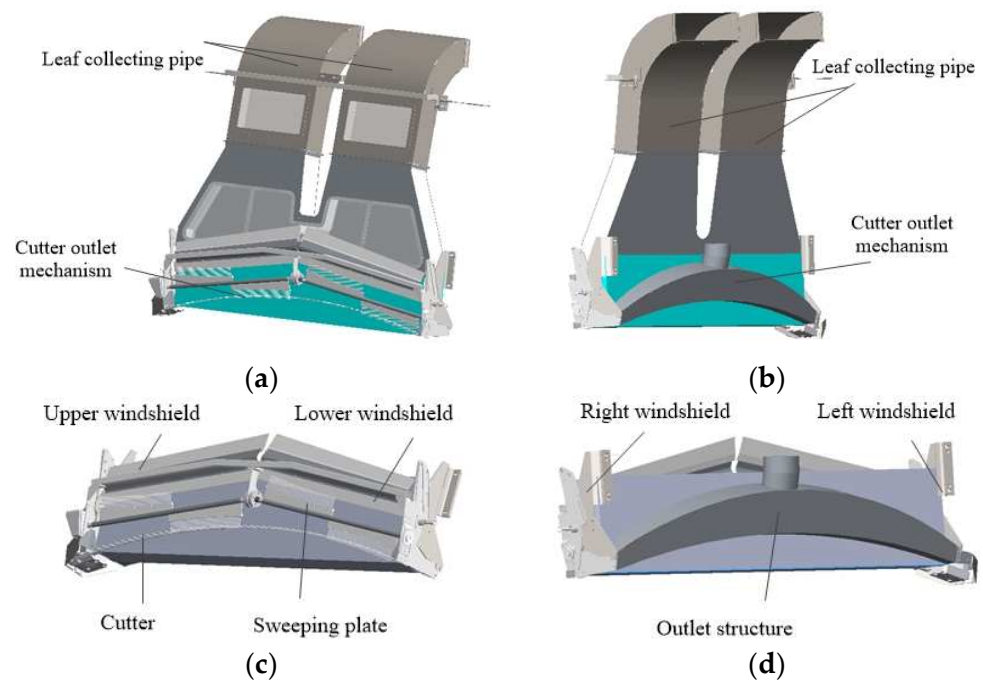 Leaf collecting pipe
Cutter outlet
mechanism
(a)
Leaf collecting pipe
Cutter outlet
mechanism
(b)
Upper windshield
Lower windshield
Cutter
Sweeping plate
(c)
Right windshield
Left windshield
Outlet structure
(d)